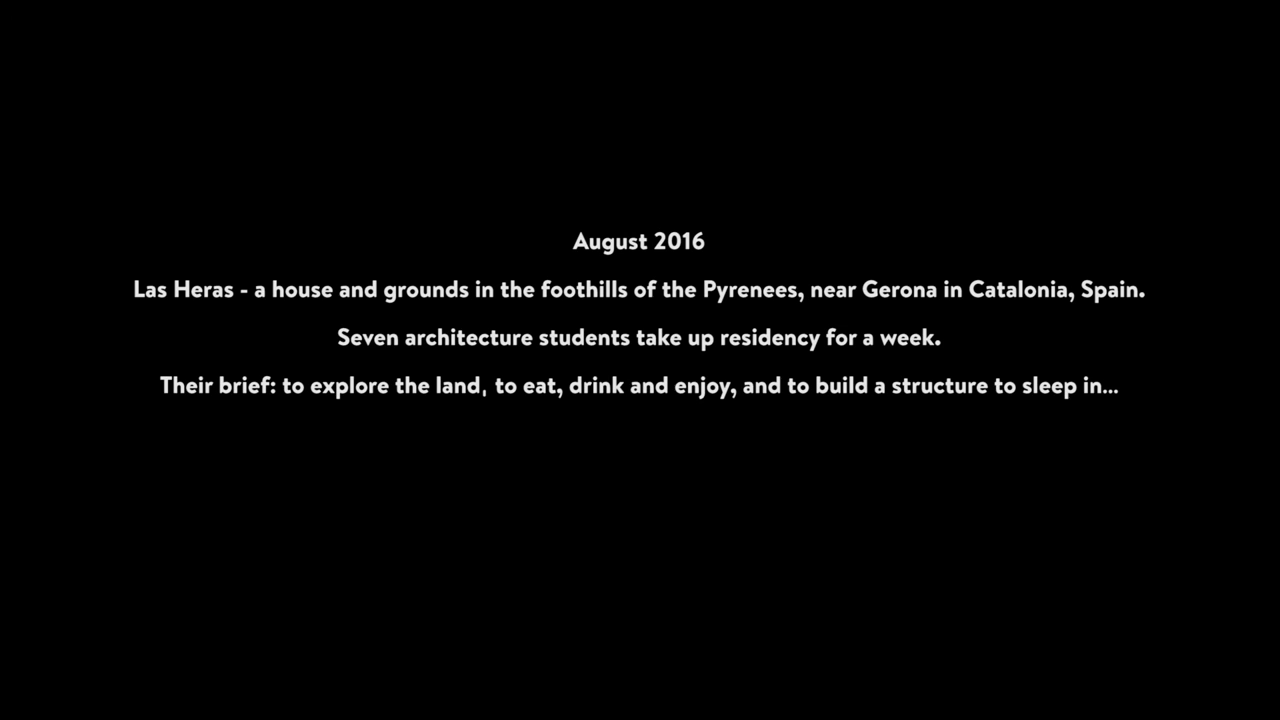 August 2016
Las Heras - a house and grounds in the foothills of the Pyrenees, near Gerona in Catalonia, Spain.
Seven architecture students take up residency for a week.
Their brief: to explore the land, to eat, drink and enjoy, and to build a structure to sleep in...